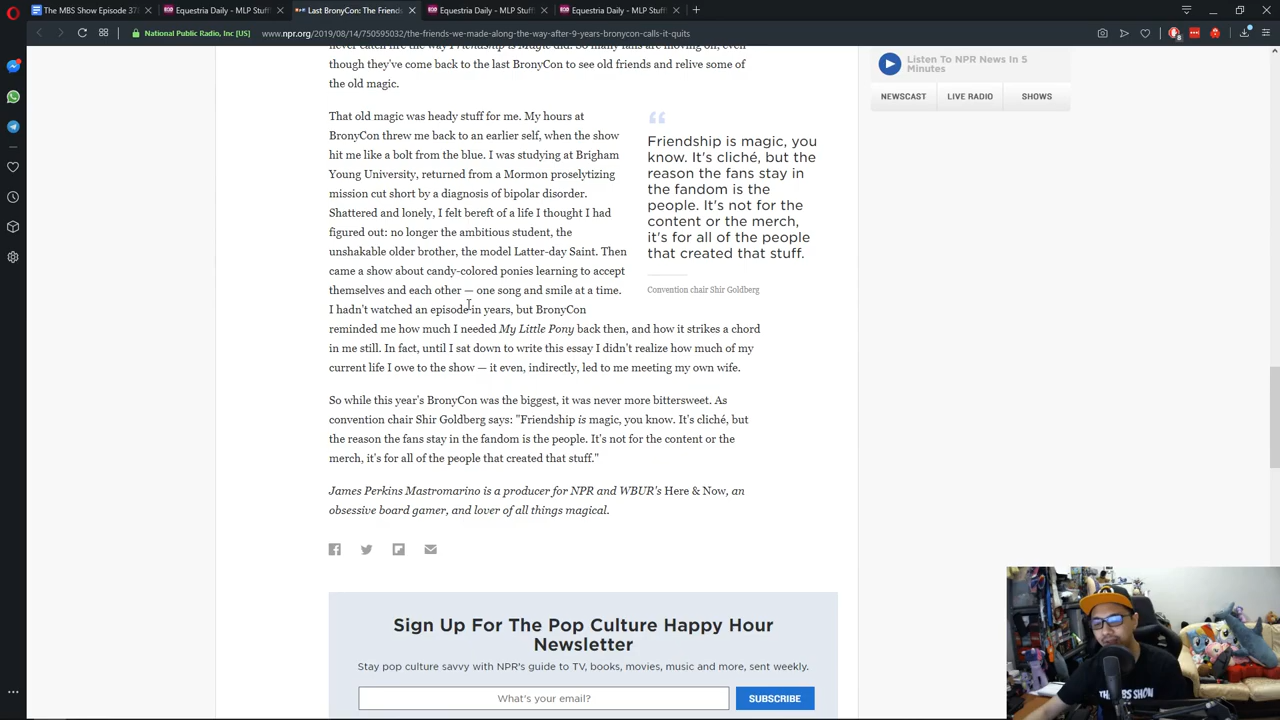 The MBS Show Episode 37
Equestria Daily - MLP Stuff
Last BronyCon: The Friends
Equestria Daily - MLP Stuff
Equestria Daily - MLP Stuff
National Public Radio, Inc [US]
www.npr.org/2019/08/14/750595032/the-friends-we-made-along-the-way-after-9-years-bronycon-calls-it-quits
never catch fire the way Friendship is Magic did. So many fans are moving on, even
though they've come back to the last BronyCon to see old friends and relive some of
the old magic.
That old magic was heady stuff for me. My hours at
BronyCon threw me back to an earlier self, when the show
hit me like a bolt from the blue. I was studying at Brigham
Young University, returned from a Mormon proselytizing
mission cut short by a diagnosis of bipolar disorder.
Shattered and lonely, I felt bereft of a life I thought I had
figured out: no longer the ambitious student, the
unshakable older brother, the model Latter-day Saint. Then
came a show about candy-colored ponies learning to accept
themselves and each other — one song and smile at a time.
I hadn't watched an episode in years, but BronyCon
reminded me how much I needed My Little Pony back then, and how it strikes a chord
in me still. In fact, until I sat down to write this essay I didn't realize how much of my
current life I owe to the show — it even, indirectly, led to me meeting my own wife.
“
Friendship is magic, you
know. It's cliché, but the
reason the fans stay in
the fandom is the
people. It's not for the
content or the merch,
it's for all of the people
that created that stuff.
Convention chair Shir Goldberg
So while this year's BronyCon was the biggest, it was never more bittersweet. As
convention chair Shir Goldberg says: "Friendship is magic, you know. It's cliché, but
the reason the fans stay in the fandom is the people. It's not for the content or the
merch, it's for all of the people that created that stuff."
James Perkins Mastromarino is a producer for NPR and WBUR's Here & Now, an
obsessive board gamer, and lover of all things magical.
Sign Up For The Pop Culture Happy Hour
Newsletter
Stay pop culture savvy with NPR's guide to TV, books, movies, music and more, sent weekly.
What's your email?
SUBSCRIBE
Listen To NPR News In 5
Minutes
NEWSCAST
LIVE RADIO
SHOWS
THE MBS SHOW